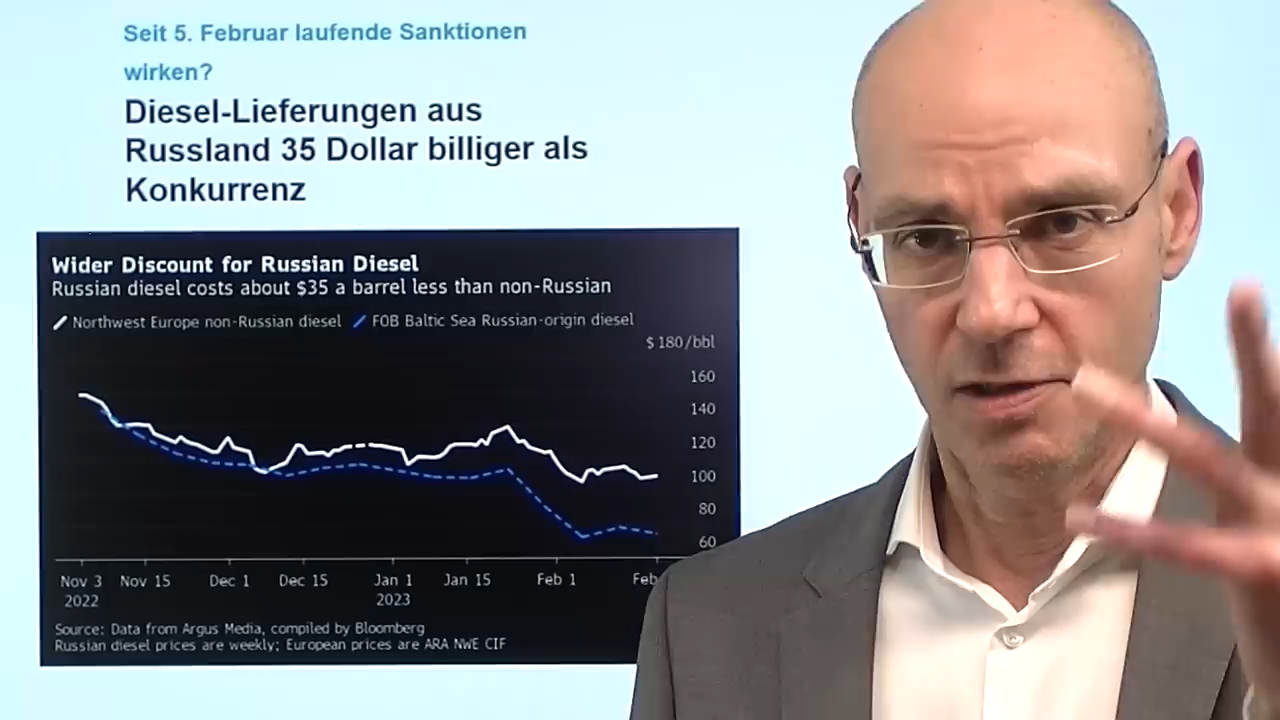 Seit 5. Februar laufende Sanktionen
wirken?
Diesel-Lieferungen aus
Russland 35 Dollar billiger als
Konkurrenz
Wider Discount for Russian Diesel
Russian diesel costs about $35 a barrel less than non-Russian
Northwest Europe non-Russian diesel FOB Baltic Sea Russian-origin diesel
$180/bbl
160
140
120
100
80
60
Nov 3 Nov 15 Dec 1 Dec 15 Jan 1 Jan 15 Feb 1 Feb
2022 2023
Source: Data from Argus Media, compiled by Bloomberg
Russian diesel prices are weekly; European prices are ARA NWE CIF